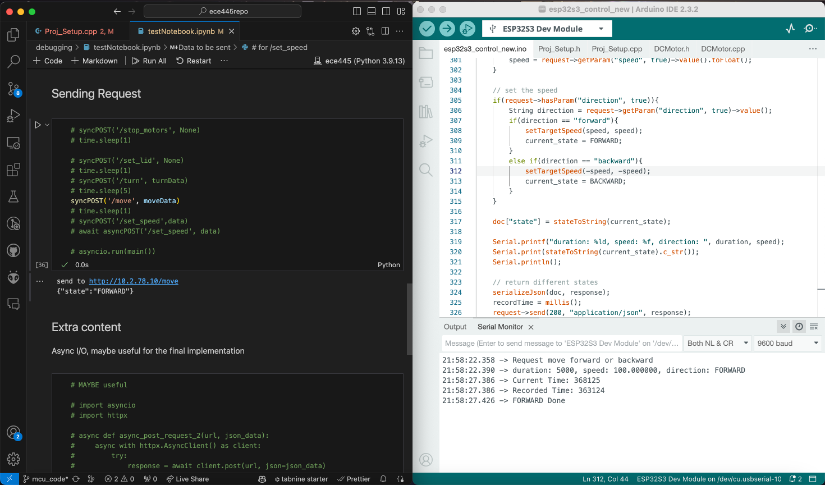 ece445repo
Proj_Setup.cpp 2, M
testNotebook.ipynb M
debugging > testNotebook.ipynb > Data to be sent > # for /set_speed
+ Code + Markdown Run All Restart ... ece445 (Python 3.9.13)
Sending Request
# syncPOST('/stop_motors', None)
# time.sleep(1)
# syncPOST('/set_lid', None)
# time.sleep(1)
# syncPOST('/turn', turnData)
# time.sleep(5)
syncPOST('/move', moveData)
# time.sleep(1)
# syncPOST('/set_speed',data)
# await asyncPOST('/set_speed', data)
# asyncio.run(main())
[36] 0.0s Python
send to http://10.2.78.10/move
{"state":"FORWARD"}
Extra content
Async I/O, maybe useful for the final implementation
# MAYBE useful
# import asyncio
# import httpx
# async def async_post_request_2(url, json_data):
# async with httpx.AsyncClient() as client:
# try:
# response = await client.post(url, json=json_data)
mcu_code* 2 0 0 Live Share tabnine starter Prettier
esp32s3_control_new | Arduino IDE 2.3.2
ESP32S3 Dev Module
esp32s3_control_new.ino Proj_Setup.h Proj_Setup.cpp DCMotor.h DCMotor.cpp ...
301 speed = request->getParam("speed", true)->value().toFloat();
302 }
303
304 // set the speed
305 if(request->hasParam("direction", true)){
306 String direction = request->getParam("direction", true)->value();
307 if(direction == "forward"){
308 setTargetSpeed(speed, speed);
309 current_state = FORWARD;
310 }
311 else if(direction == "backward"){
312 setTargetSpeed(-speed, -speed);
313 current_state = BACKWARD;
314 }
315 }
316
317 doc["state"] = stateToString(current_state);
318
319 Serial.printf("duration: %ld, speed: %f, direction: ", duration, speed);
320 Serial.print(stateToString(current_state).c_str());
321 Serial.println();
322
323 // return different states
324 serializeJson(doc, response);
325 recordTime = millis();
326 request->send(200, "application/json", response);
Output Serial Monitor
Message (Enter to send message to 'ESP32S3 Dev Module' on '/dev/... Both NL & CR 9600 baud
21:58:22.358 -> Request move forward or backward
21:58:22.390 -> duration: 5000, speed: 100.000000, direction: FORWARD
21:58:27.386 -> Current Time: 368125
21:58:27.386 -> Recorded Time: 363124
21:58:27.426 -> FORWARD Done
Ln 312, Col 44 ESP32S3 Dev Module on /dev/cu.usbserial-10 2